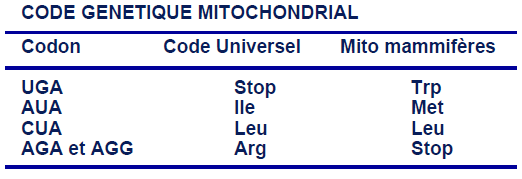 CODE GENETIQUE MITOCHONDRIAL
Codon Code Universel Mito mammifères
UGA Stop Trp
AUA Ile Met
CUA Leu Leu
AGA et AGG Arg Stop